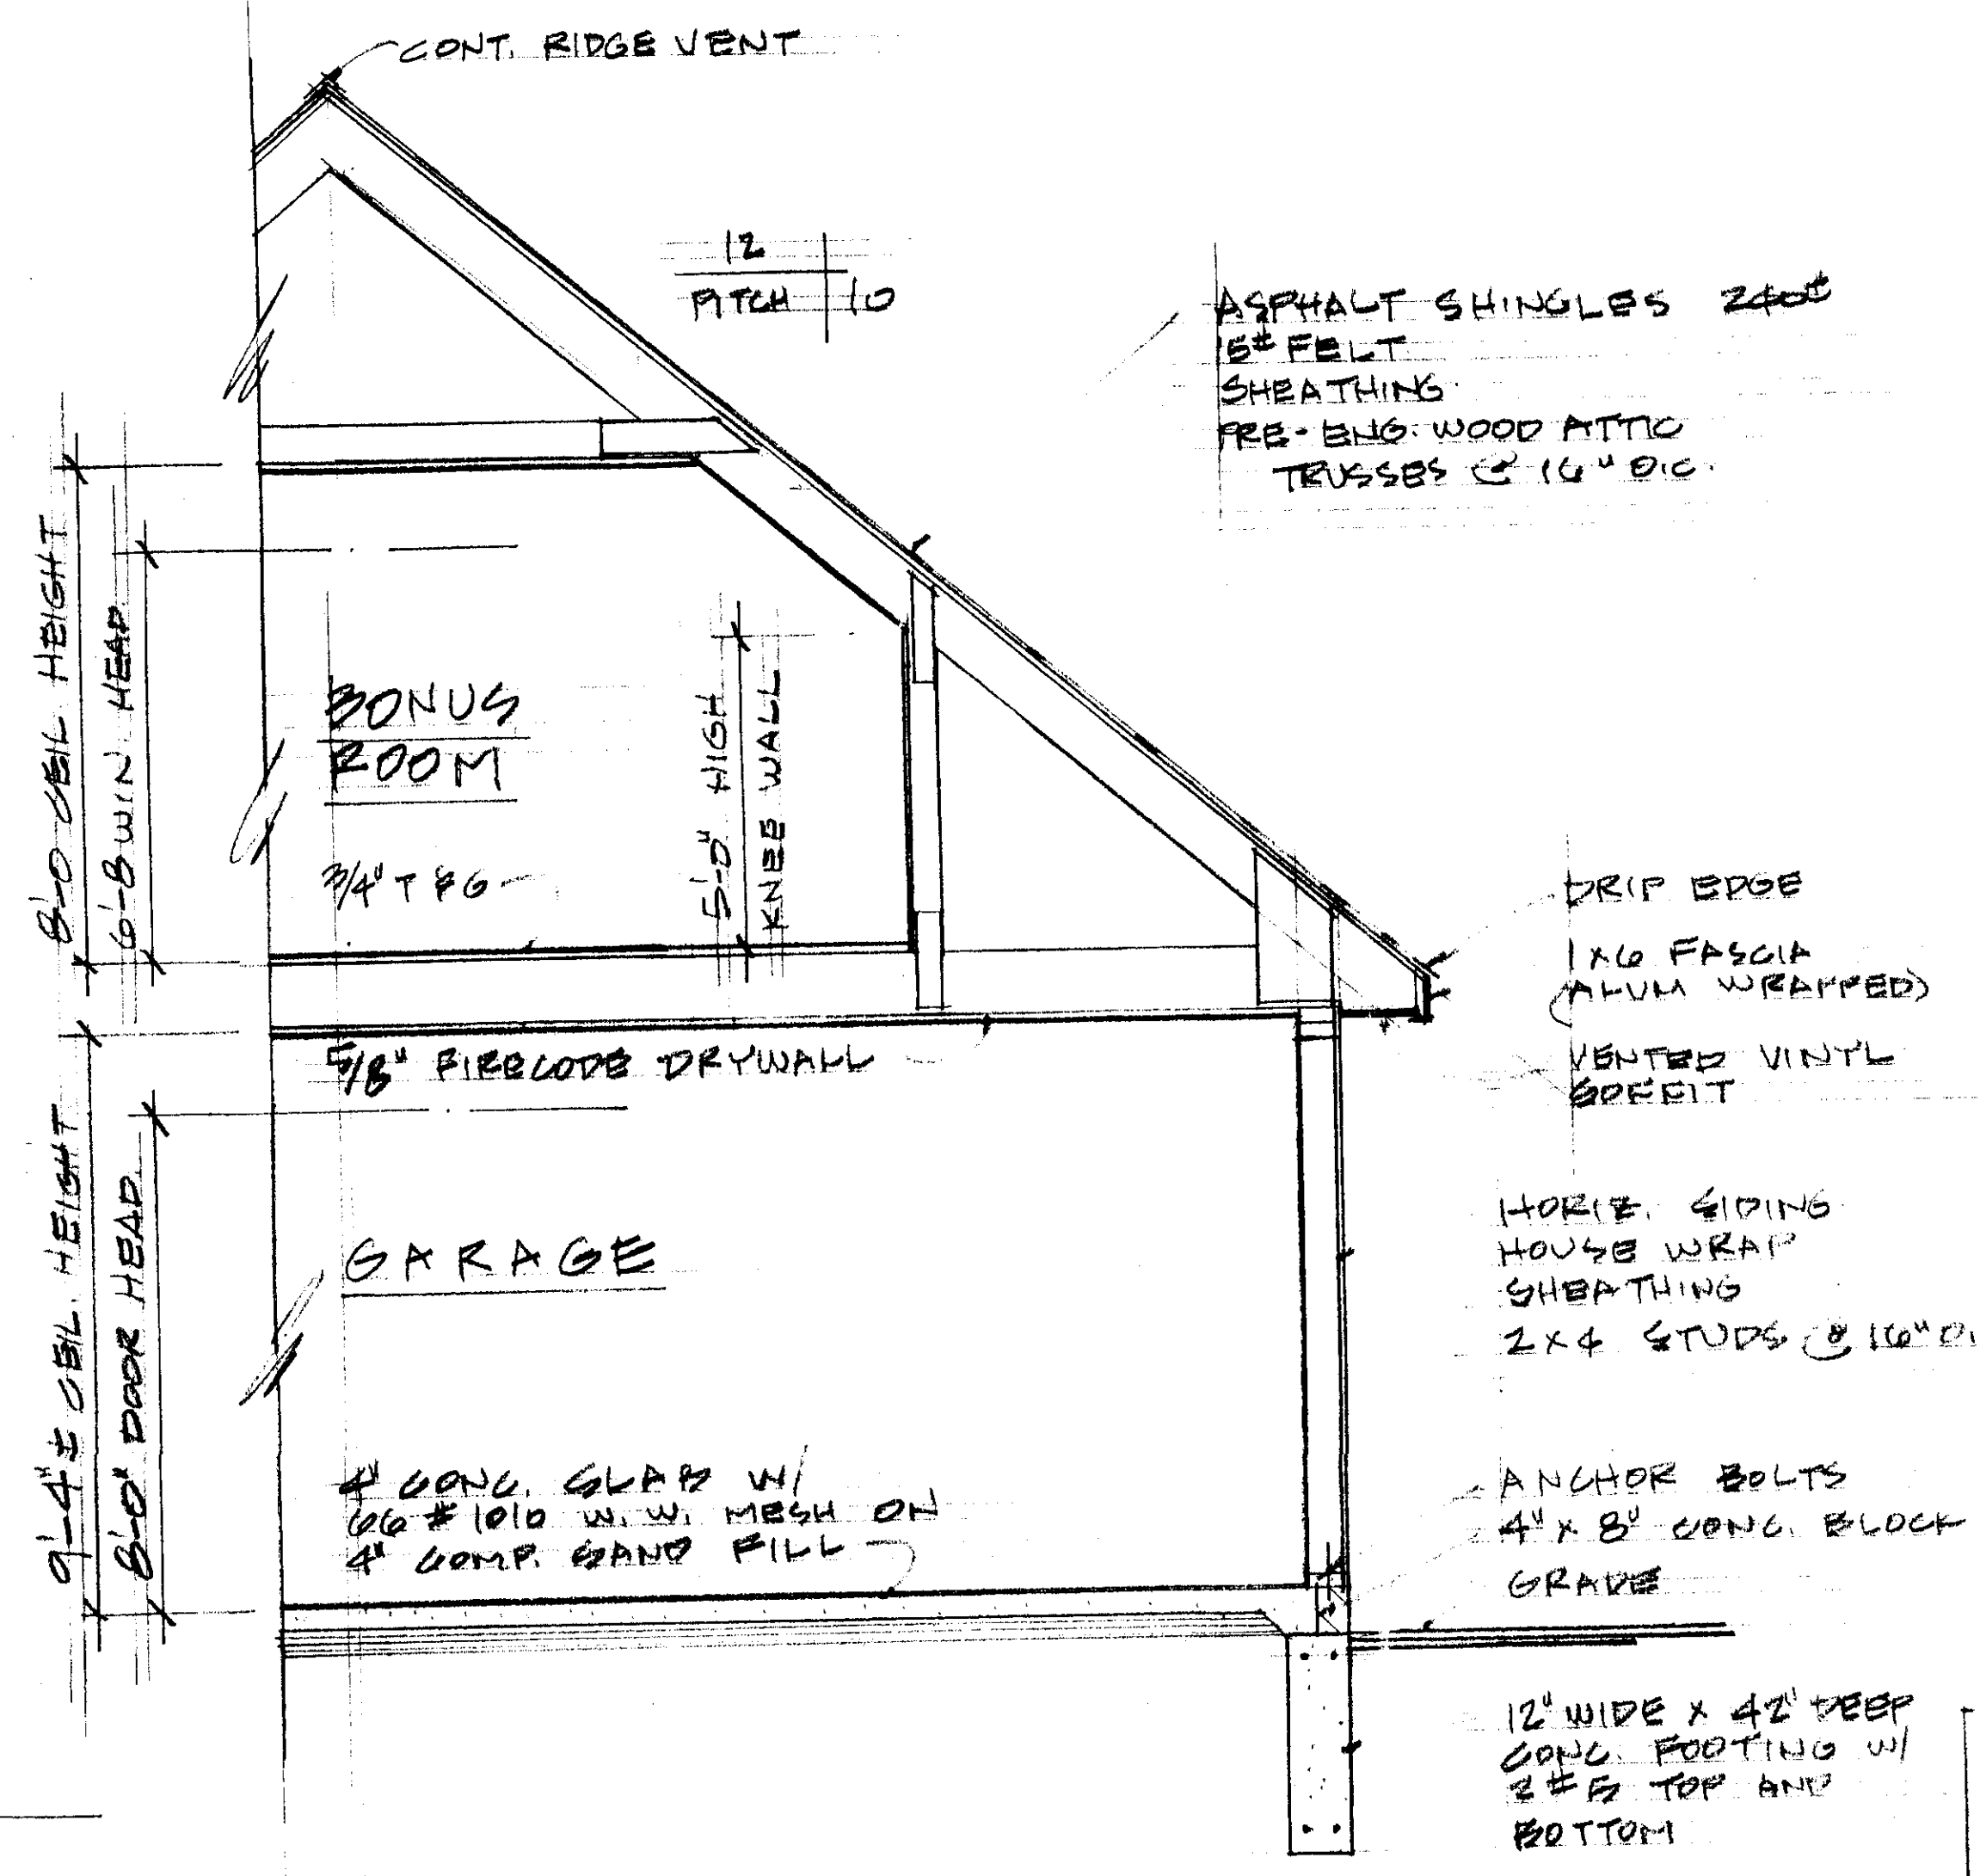 CONT. RIDGE VENT
12
PITCH 10
ASPHALT SHINGLES 240#
15# FELT
SHEATHING
PRE-ENG. WOOD ATTIC
TRUSSES @ 16" O.C.
8'-0 CEIL HEIGHT
6'-8 WIN. HEAD
BONUS
ROOM
3/4" T & G
5'-0" HIGH
KNEE WALL
DRIP EDGE
1x6 FASCIA
(ALUM WRAPPED)
VENTED VINYL
SOFFIT
5/8" FIRECODE DRYWALL
9'-4"± CEIL. HEIGHT
8'-0" DOOR HEAD
GARAGE
HORIZ. SIDING
HOUSE WRAP
SHEATHING
2x4 STUDS @ 16" O.
4" CONC. SLAB W/
66 # 1010 W. W. MESH ON
4" COMP. SAND FILL
ANCHOR BOLTS
4" x 8" CONC. BLOCK
GRADE
12" WIDE x 42" DEEP
CONC. FOOTING W/
2 # 5 TOP AND
BOTTOM